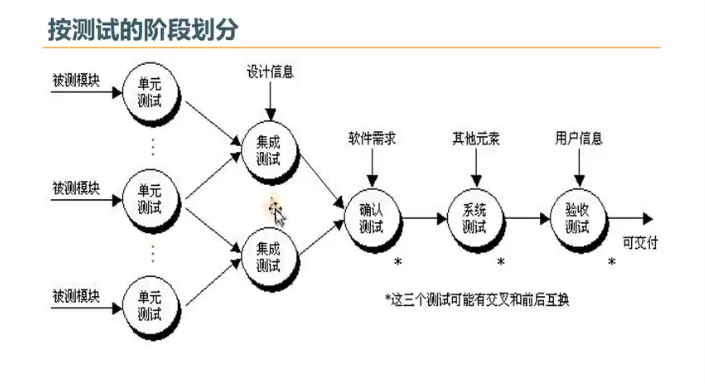 按测试的阶段划分
被测模块
单元
测试
设计信息
集成
测试
软件需求
其他元素
用户信息
被测模块
单元
测试
确认
测试
*
系统
测试
*
验收
测试
*
可交付
集成
测试
被测模块
单元
测试
*这三个测试可能有交叉和前后互换